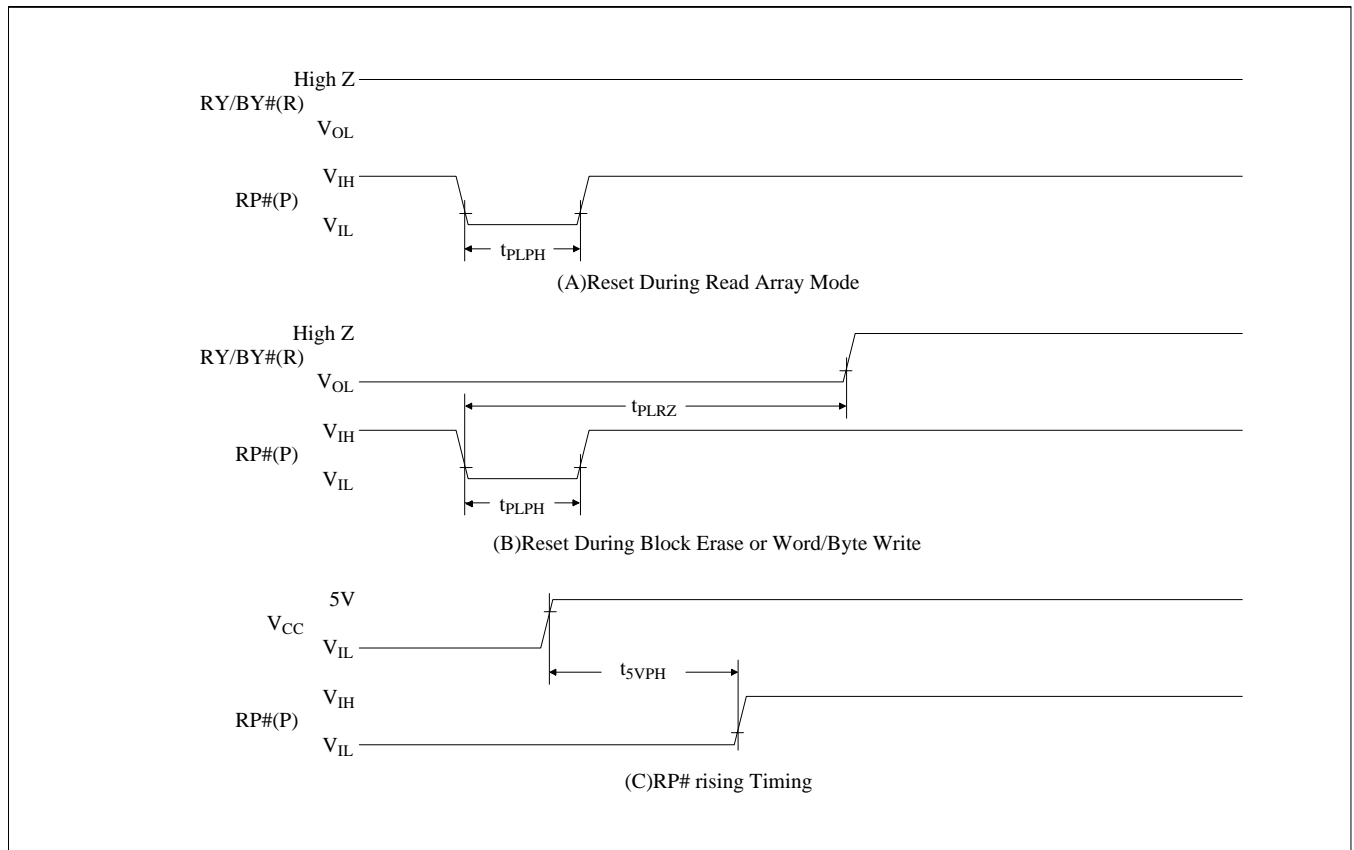 High Z
RY/BY#(R)
VOL
VIH
RP#(P)
VIL
tPLPH
(A)Reset During Read Array Mode
High Z
RY/BY#(R)
VOL
tPLRZ
VIH
RP#(P)
VIL
tPLPH
(B)Reset During Block Erase or Word/Byte Write
5V
VCC
VIL
t5VPH
VIH
RP#(P)
VIL
(C)RP# rising Timing